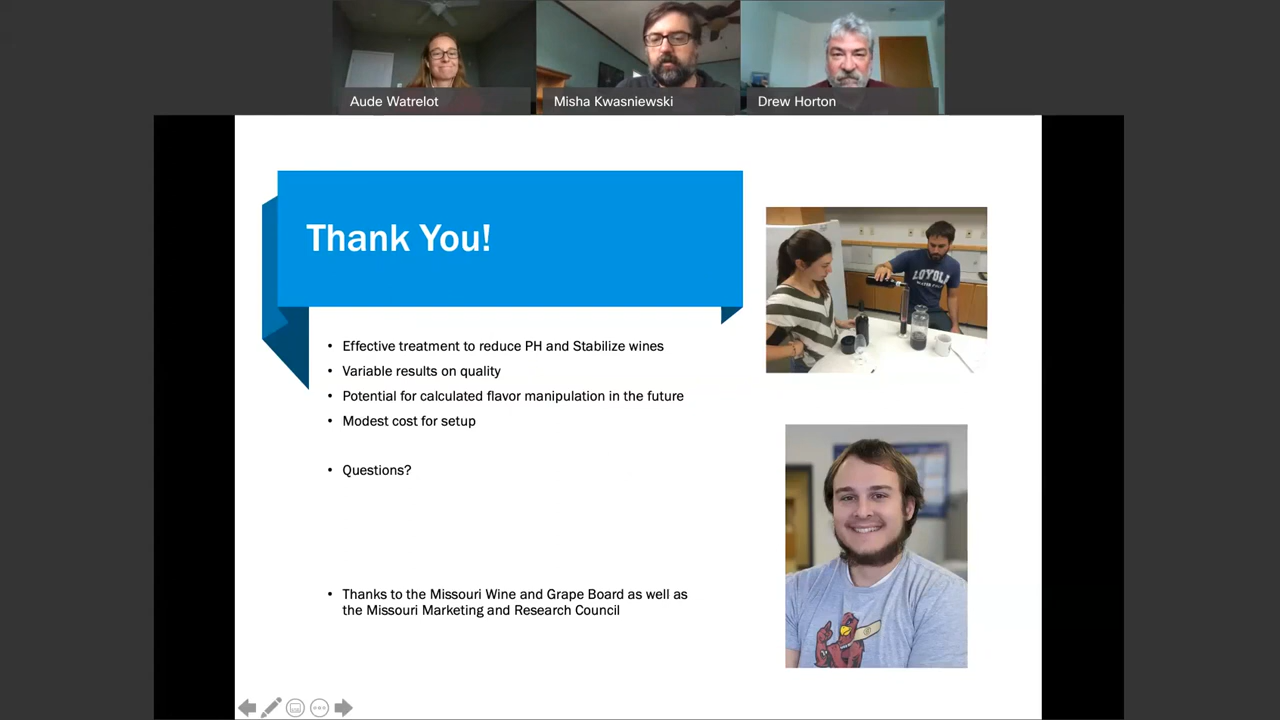 Aude Watrelot
Misha Kwasniewski
Drew Horton
Thank You!
• Effective treatment to reduce PH and Stabilize wines
• Variable results on quality
• Potential for calculated flavor manipulation in the future
• Modest cost for setup
• Questions?
• Thanks to the Missouri Wine and Grape Board as well as
the Missouri Marketing and Research Council
LOYOLA